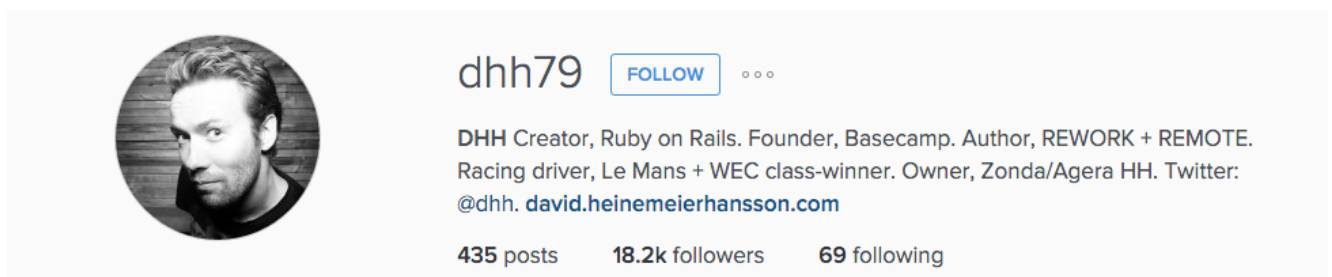 dhh79 FOLLOW
DHH Creator, Ruby on Rails. Founder, Basecamp. Author, REWORK + REMOTE.
Racing driver, Le Mans + WEC class-winner. Owner, Zonda/Agera HH. Twitter:
@dhh. david.heinemeierhansson.com
435 posts 18.2k followers 69 following